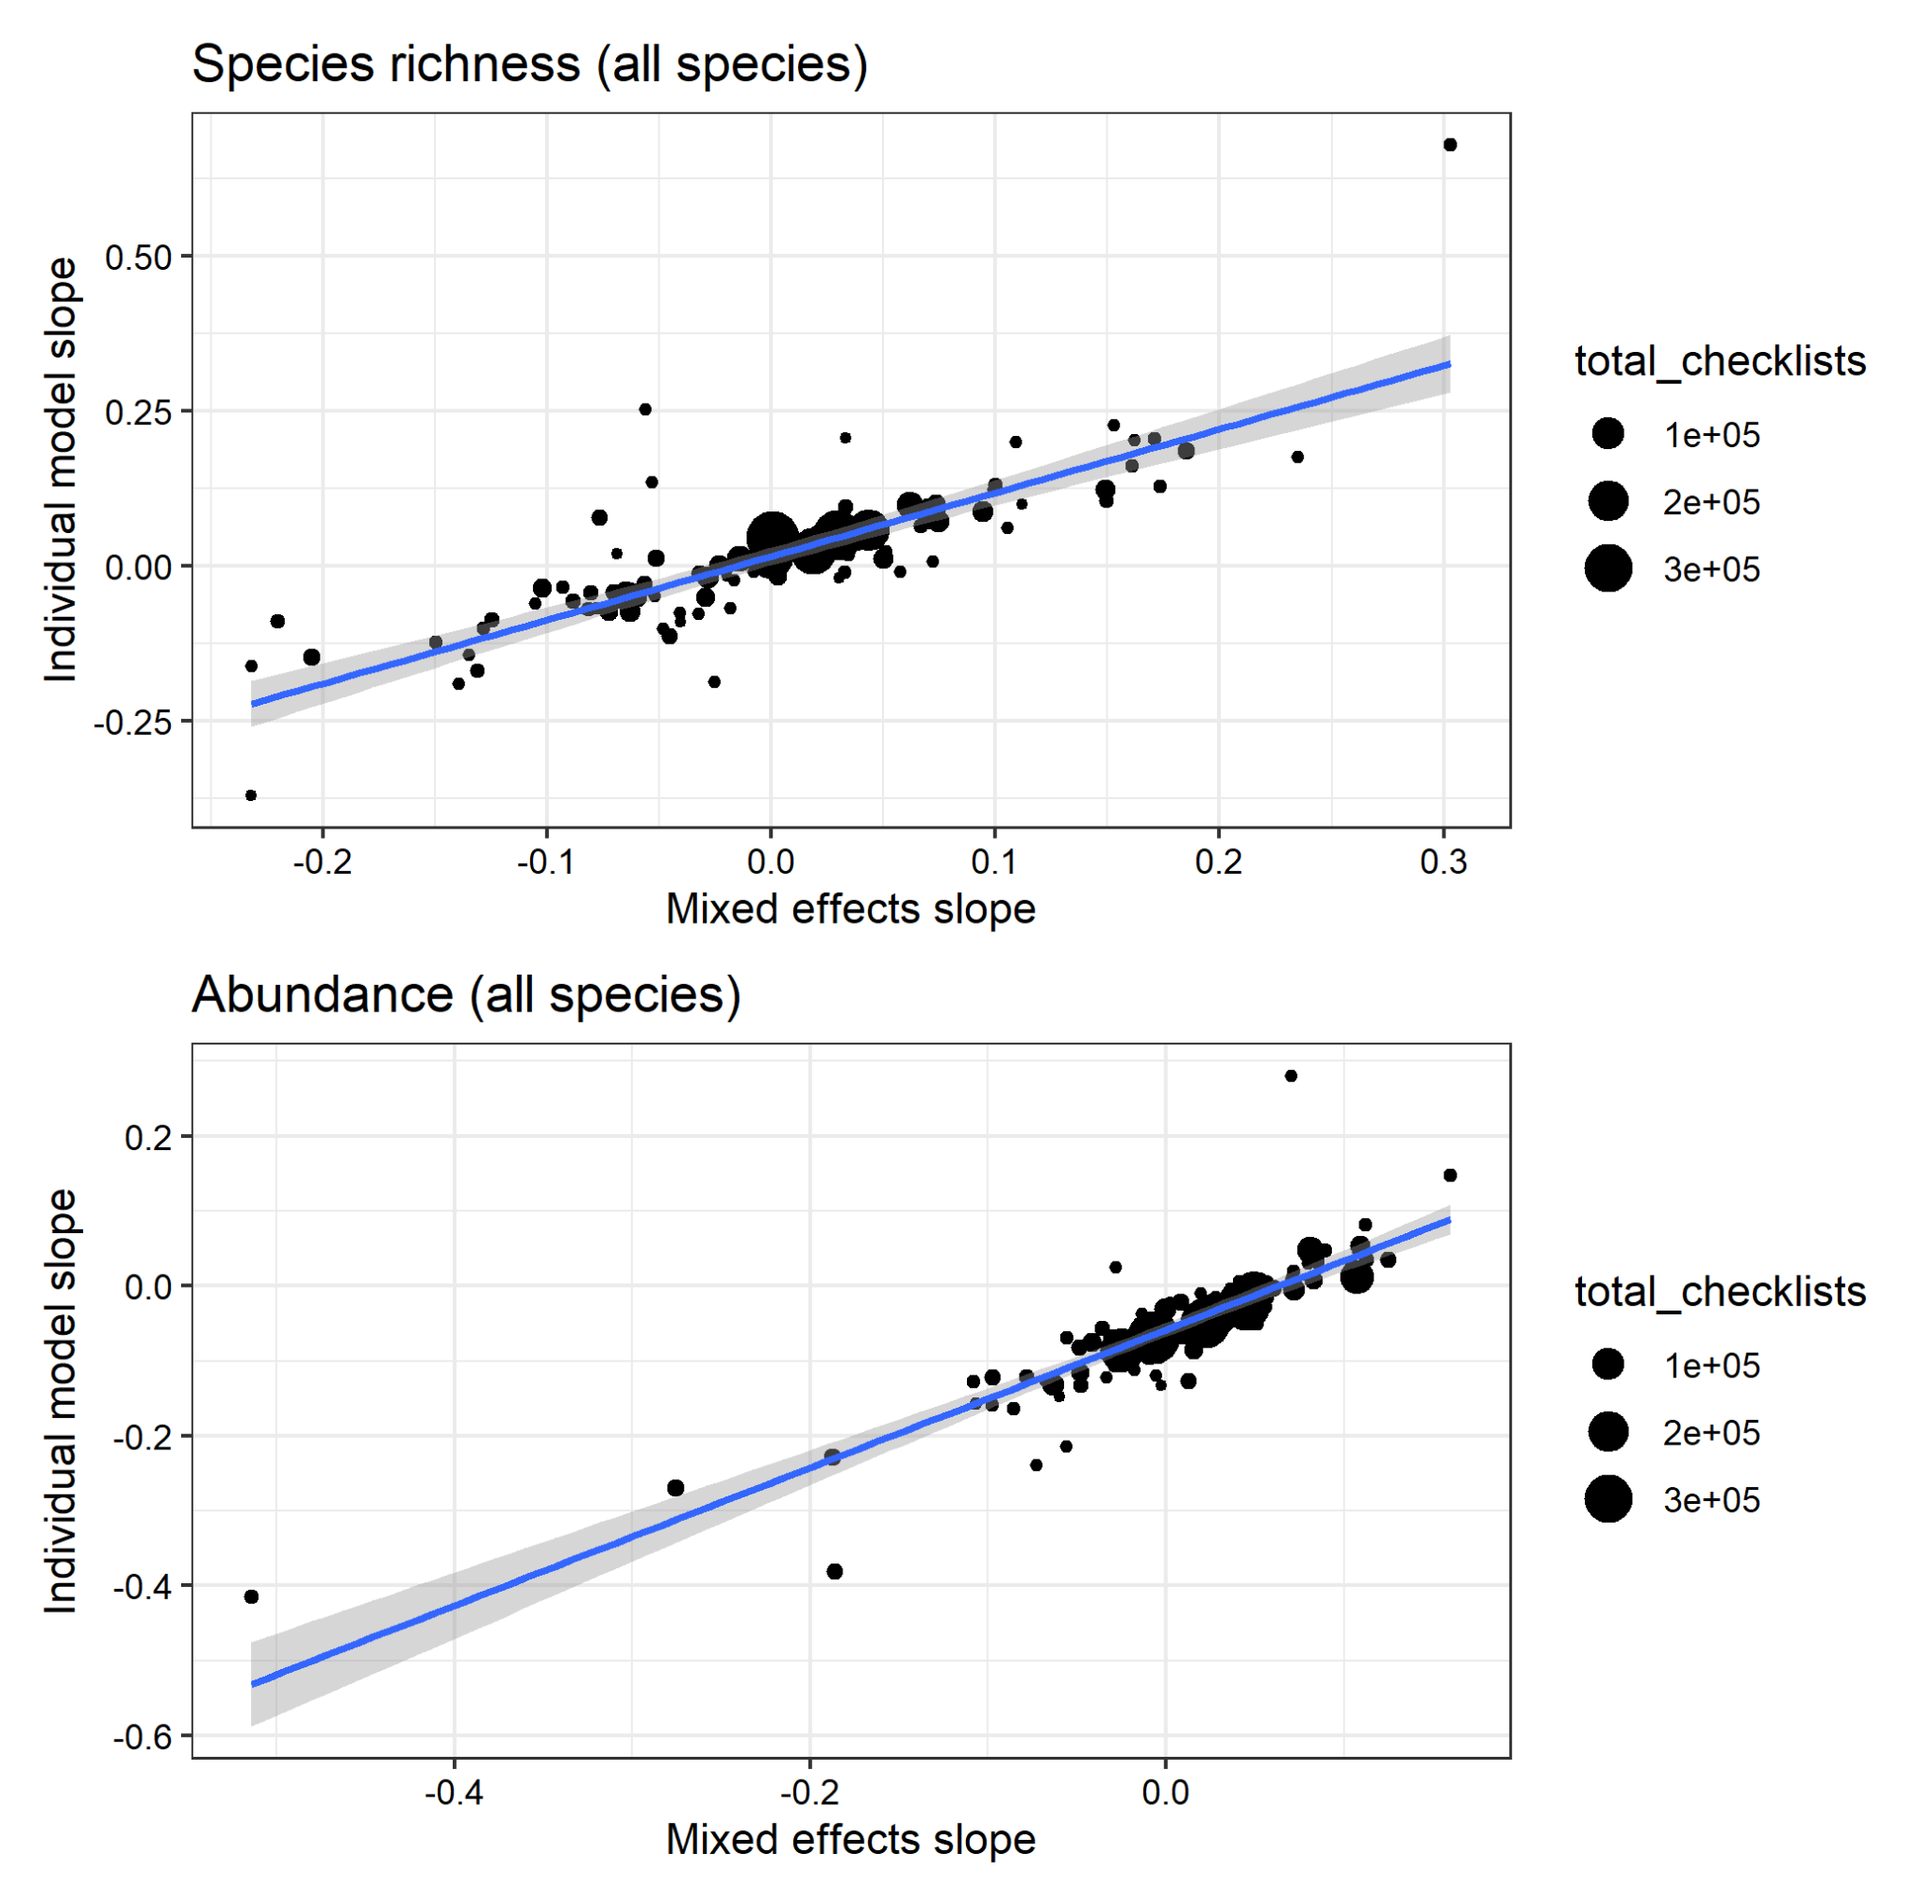 Species richness (all species)
Individual model slope
0.50
0.25
0.00
-0.25
-0.2
-0.1
0.0
0.1
0.2
0.3
Mixed effects slope
total_checklists
1e+05
2e+05
3e+05
Abundance (all species)
Individual model slope
0.2
0.0
-0.2
-0.4
-0.6
-0.4
-0.2
0.0
Mixed effects slope
total_checklists
1e+05
2e+05
3e+05